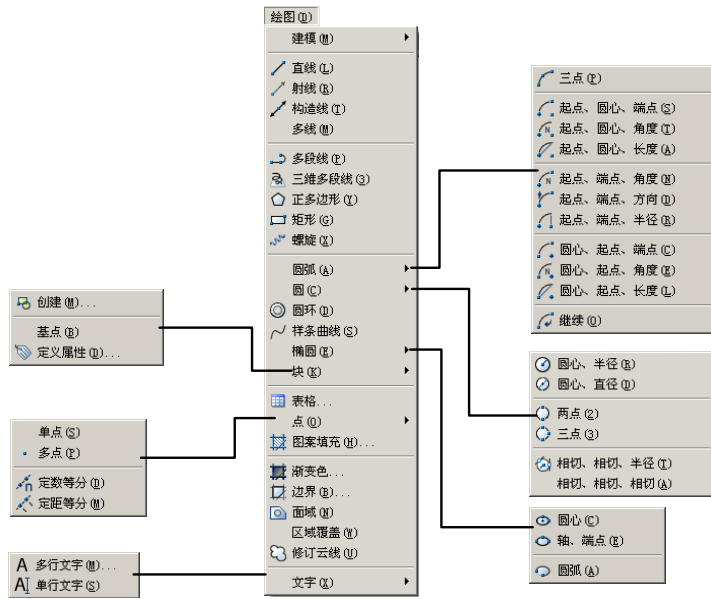 绘图(D)
建模(M)
直线(L)
射线(R)
构造线(T)
多线(M)
多段线(P)
三维多段线(3)
正多边形(Y)
矩形(G)
螺旋(X)
圆弧(A)
圆(C)
圆环(D)
样条曲线(S)
椭圆(E)
块(K)
表格...
点(O)
图案填充(H)...
渐变色...
边界(B)...
面域(N)
区域覆盖(W)
修订云线(U)
文字(X)
创建(M)...
基点(B)
定义属性(D)...
单点(S)
多点(P)
定数等分(D)
定距等分(M)
A 多行文字(M)...
AI 单行文字(S)
三点(P)
起点、圆心、端点(S)
起点、圆心、角度(T)
起点、圆心、长度(A)
起点、端点、角度(N)
起点、端点、方向(D)
起点、端点、半径(R)
圆心、起点、端点(C)
圆心、起点、角度(E)
圆心、起点、长度(L)
继续(O)
圆心、半径(R)
圆心、直径(D)
两点(2)
三点(3)
相切、相切、半径(T)
相切、相切、相切(A)
圆心(C)
轴、端点(E)
圆弧(A)